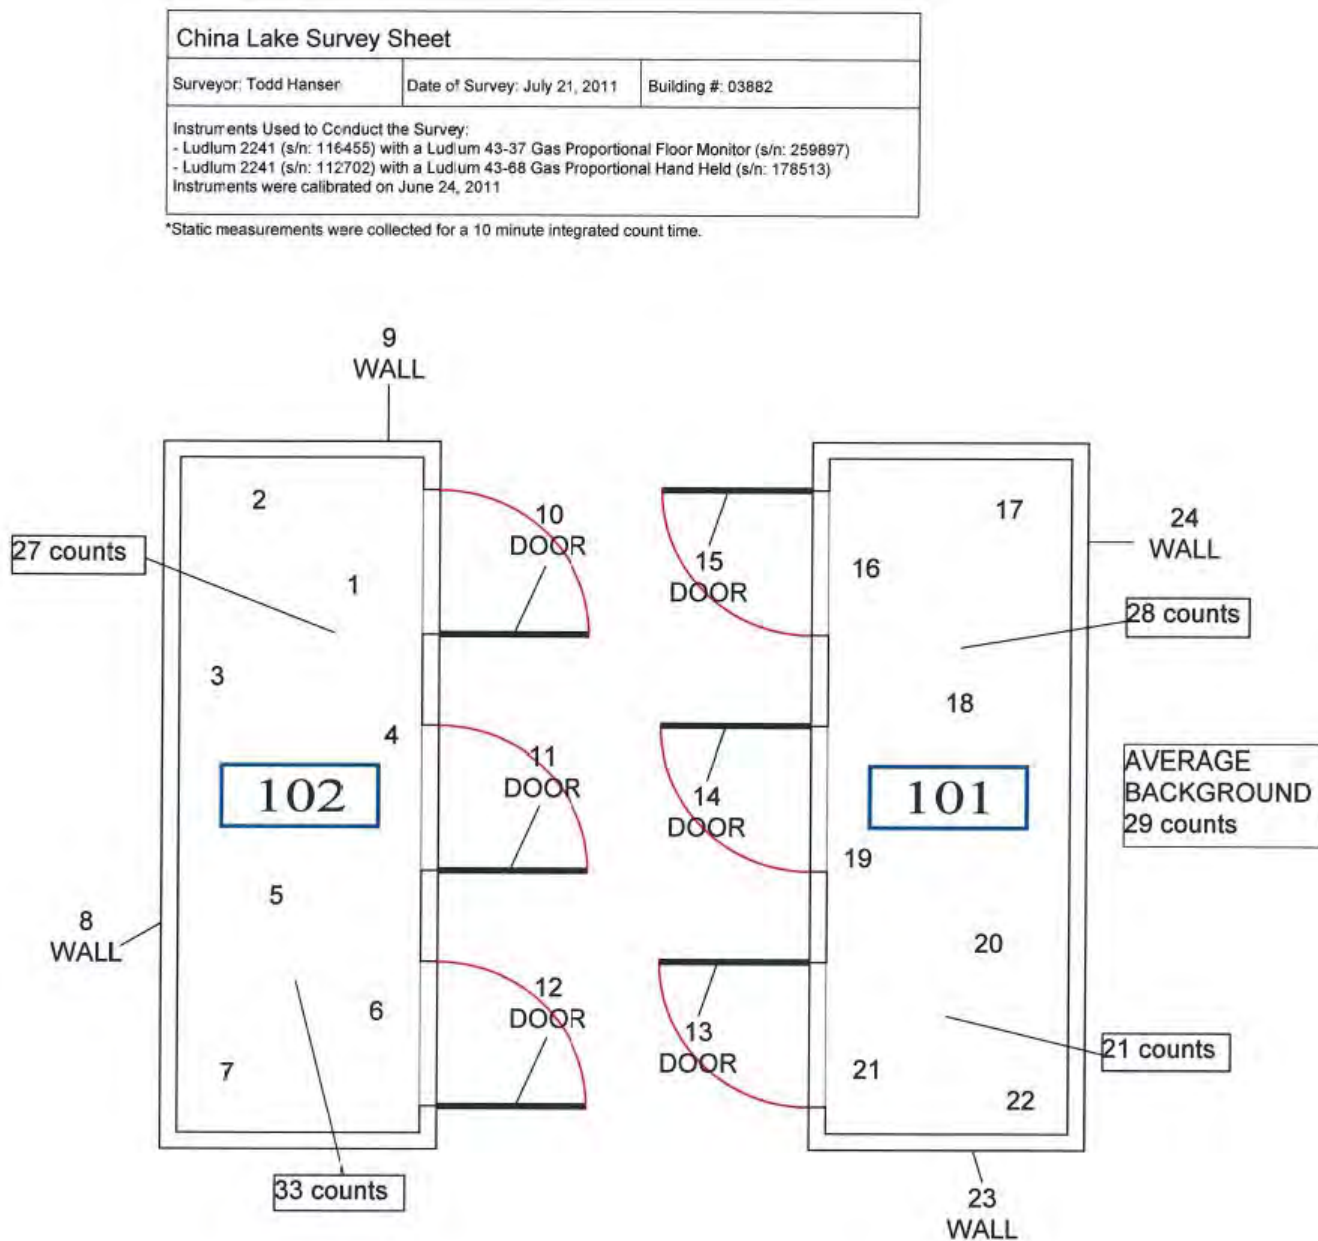 China Lake Survey Sheet
Surveyor: Todd Hansen
Date of Survey: July 21, 2011
Building #: 03882
Instruments Used to Conduct the Survey:
- Ludlum 2241 (s/n: 116455) with a Ludlum 43-37 Gas Proportional Floor Monitor (s/n: 259897)
- Ludlum 2241 (s/n: 112702) with a Ludlum 43-68 Gas Proportional Hand Held (s/n: 178513)
Instruments were calibrated on June 24, 2011
*Static measurements were collected for a 10 minute integrated count time.
9
WALL
2
27 counts
1
3
4
102
5
8
WALL
6
7
33 counts
10
DOOR
11
DOOR
12
DOOR
15
DOOR
14
DOOR
13
DOOR
17
16
24
WALL
28 counts
18
101
AVERAGE
BACKGROUND
29 counts
19
20
21 counts
21
22
23
WALL